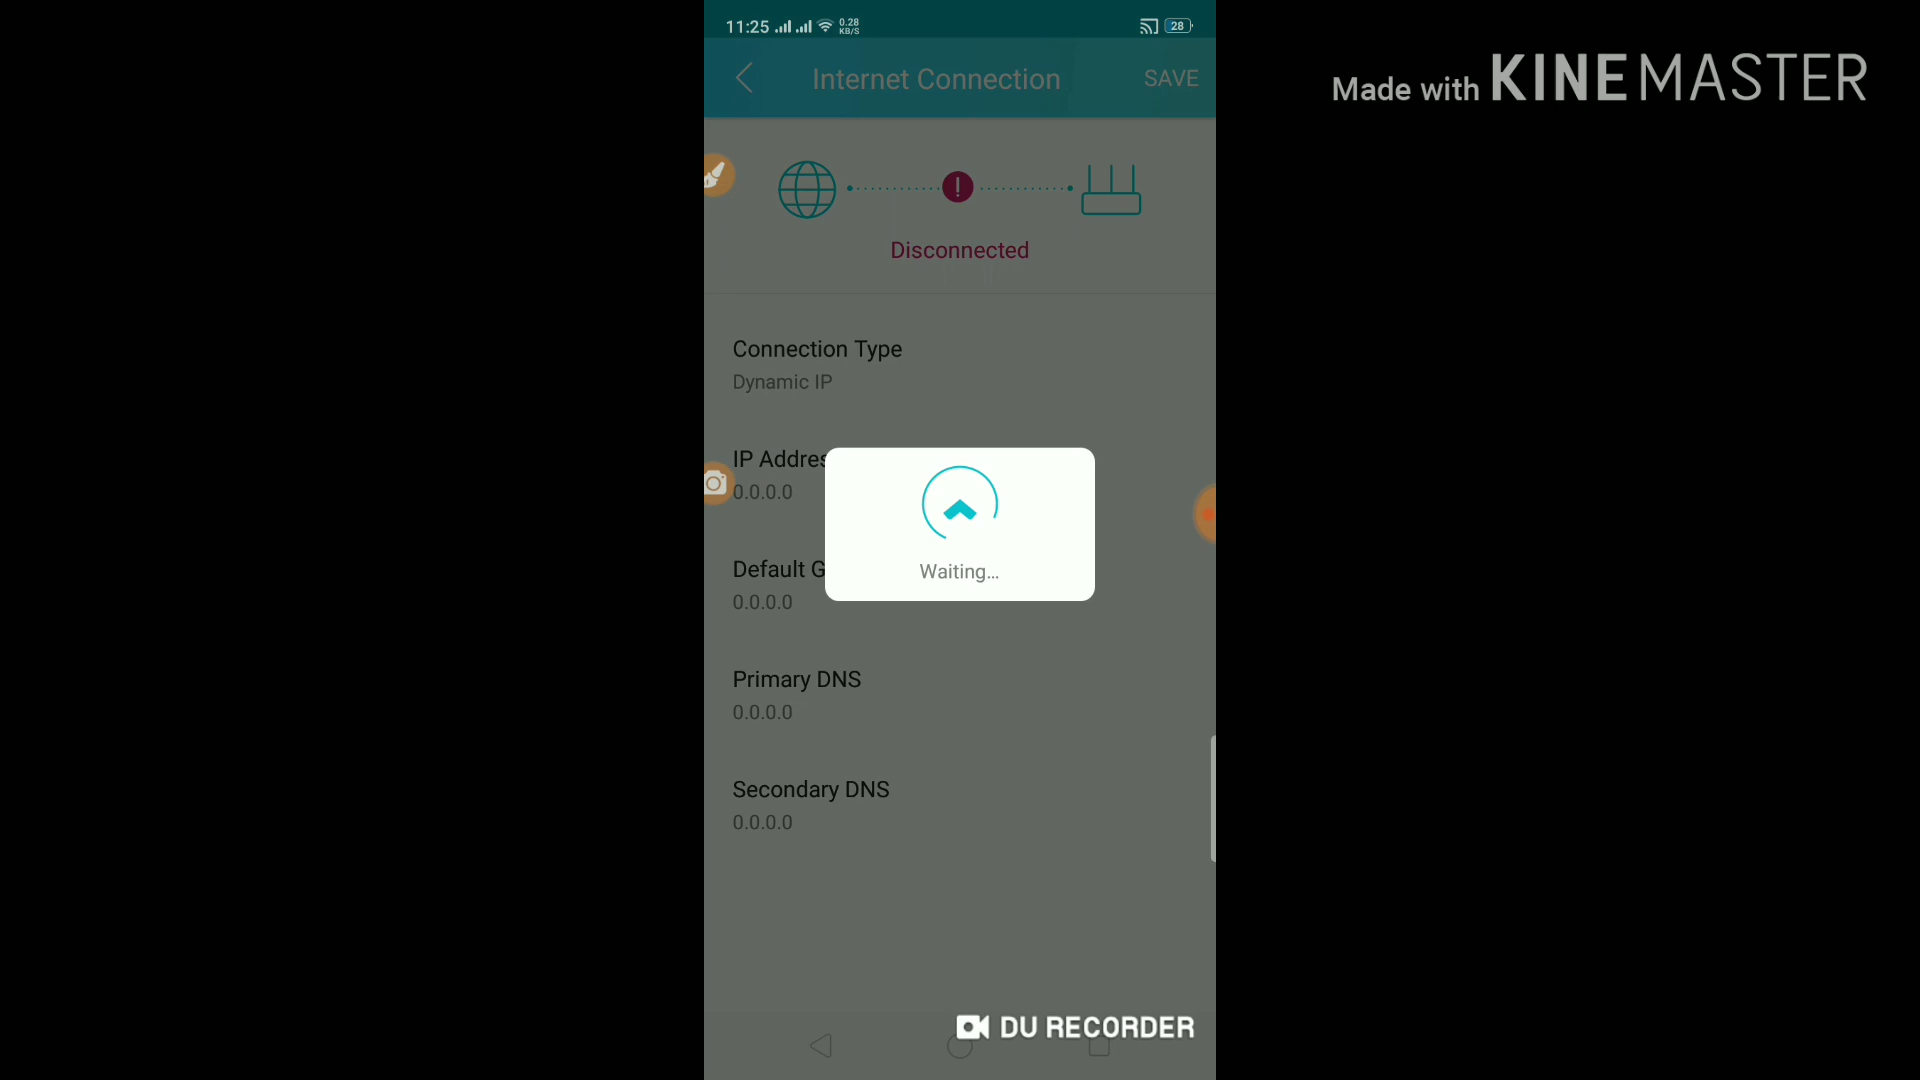 11:25
0.28
KB/S
28
Internet Connection
SAVE
Made with KINEMASTER
Disconnected
Connection Type
Dynamic IP
IP Addres
0.0.0.0
Waiting...
Default G
0.0.0.0
Primary DNS
0.0.0.0
Secondary DNS
0.0.0.0
DU RECORDER